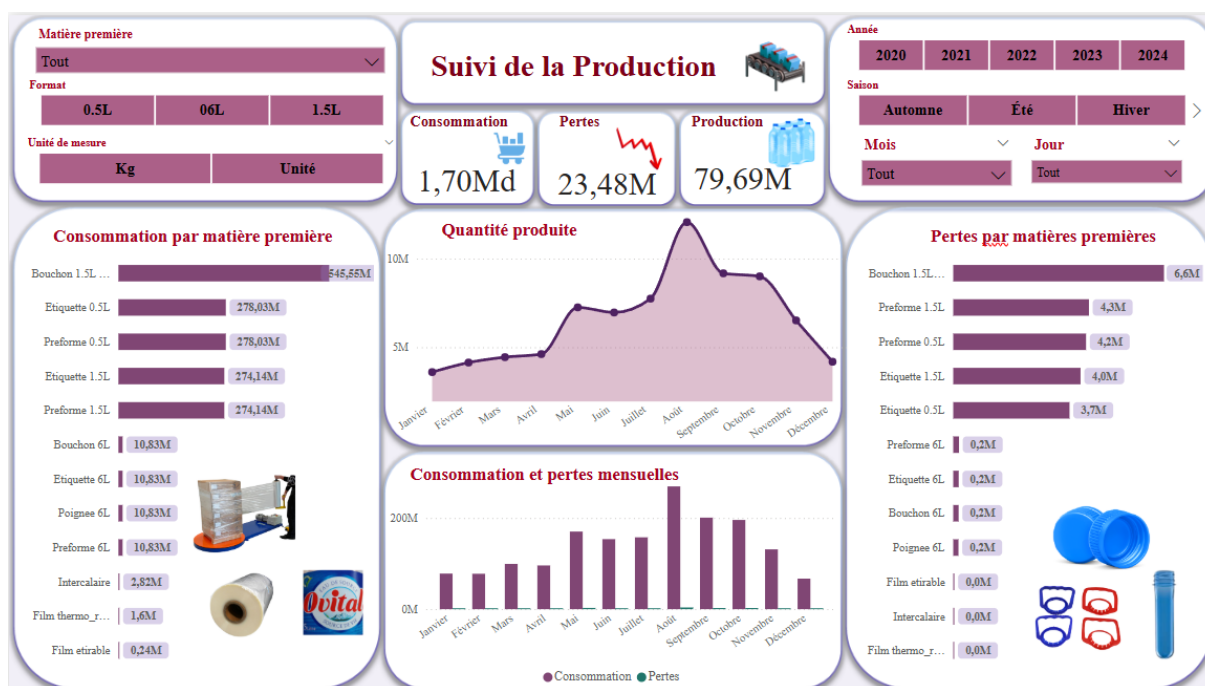 Matière première
Tout
Format
0.5L 06L 1.5L
Unité de mesure
Kg Unité
Suivi de la Production
Consommation
1,70Md
Pertes
23,48M
Production
79,69M
Année
2020 2021 2022 2023 2024
Saison
Automne Été Hiver
Mois Jour
Tout Tout
Consommation par matière première
Bouchon 1.5L ... 545,55M
Etiquette 0.5L 278,03M
Preforme 0.5L 278,03M
Etiquette 1.5L 274,14M
Preforme 1.5L 274,14M
Bouchon 6L 10,83M
Etiquette 6L 10,83M
Poignee 6L 10,83M
Preforme 6L 10,83M
Intercalaire 2,82M
Film thermo_r... 1,6M
Film etirable 0,24M
Ovital
Quantité produite
10M
5M
Janvier Février Mars Avril Mai Juin Juillet Août Septembre Octobre Novembre Décembre
Consommation et pertes mensuelles
200M
0M
Janvier Février Mars Avril Mai Juin Juillet Août Septembre Octobre Novembre Décembre
Consommation Pertes
Pertes par matières premières
Bouchon 1.5L... 6,6M
Preforme 1.5L 4,3M
Preforme 0.5L 4,2M
Etiquette 1.5L 4,0M
Etiquette 0.5L 3,7M
Preforme 6L 0,2M
Etiquette 6L 0,2M
Bouchon 6L 0,2M
Poignee 6L 0,2M
Film etirable 0,0M
Intercalaire 0,0M
Film thermo_r... 0,0M